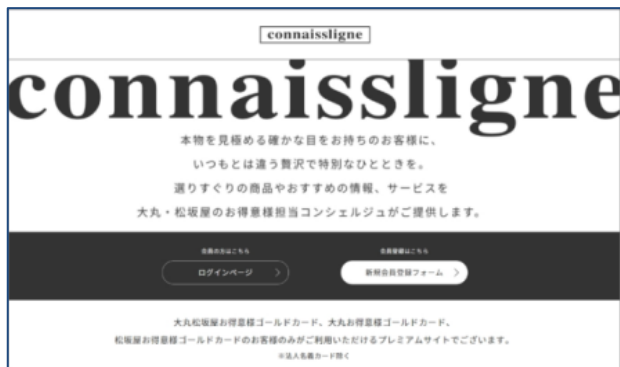 connaissligne
connaissligne
本物を見極める確かな目をお持ちのお客様に、
いつもとは違う贅沢で特別なひとときを。
選りすぐりの商品やおすすめの情報、サービスを
大丸・松坂屋のお得意様担当コンシェルジュがご提供します。
会員の方はこちら
会員登録はこちら
ログインページ
新規会員登録フォーム
大丸松坂屋お得意様ゴールドカード、大丸お得意様ゴールドカード、
松坂屋お得意様ゴールドカードのお客様のみがご利用いただけるプレミアムサイトでございます。
※法人名義カード除く